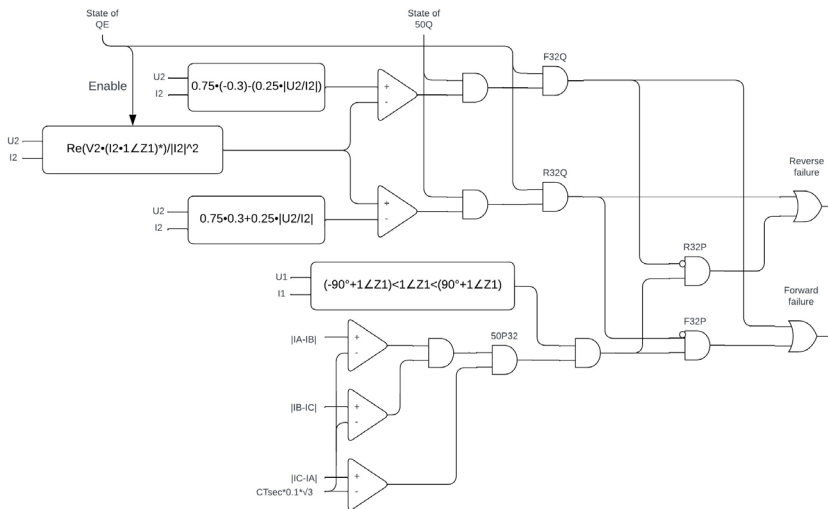 State of
QE
State of
50Q
F32Q
U2
I2
0.75•(-0.3)-(0.25•|U2/I2|)
+
-
Enable
U2
I2
Re(V2•(I2•1∠Z1)*)/|I2|^2
R32Q
Reverse
failure
U2
I2
0.75•0.3+0.25•|U2/I2|
+
-
R32P
U1
I1
(-90°+1∠Z1)<1∠Z1<(90°+1∠Z1)
Forward
failure
F32P
50P32
|IA-IB|
+
-
|IB-IC|
+
-
|IC-IA|
+
CTsec*0.1*√3
-